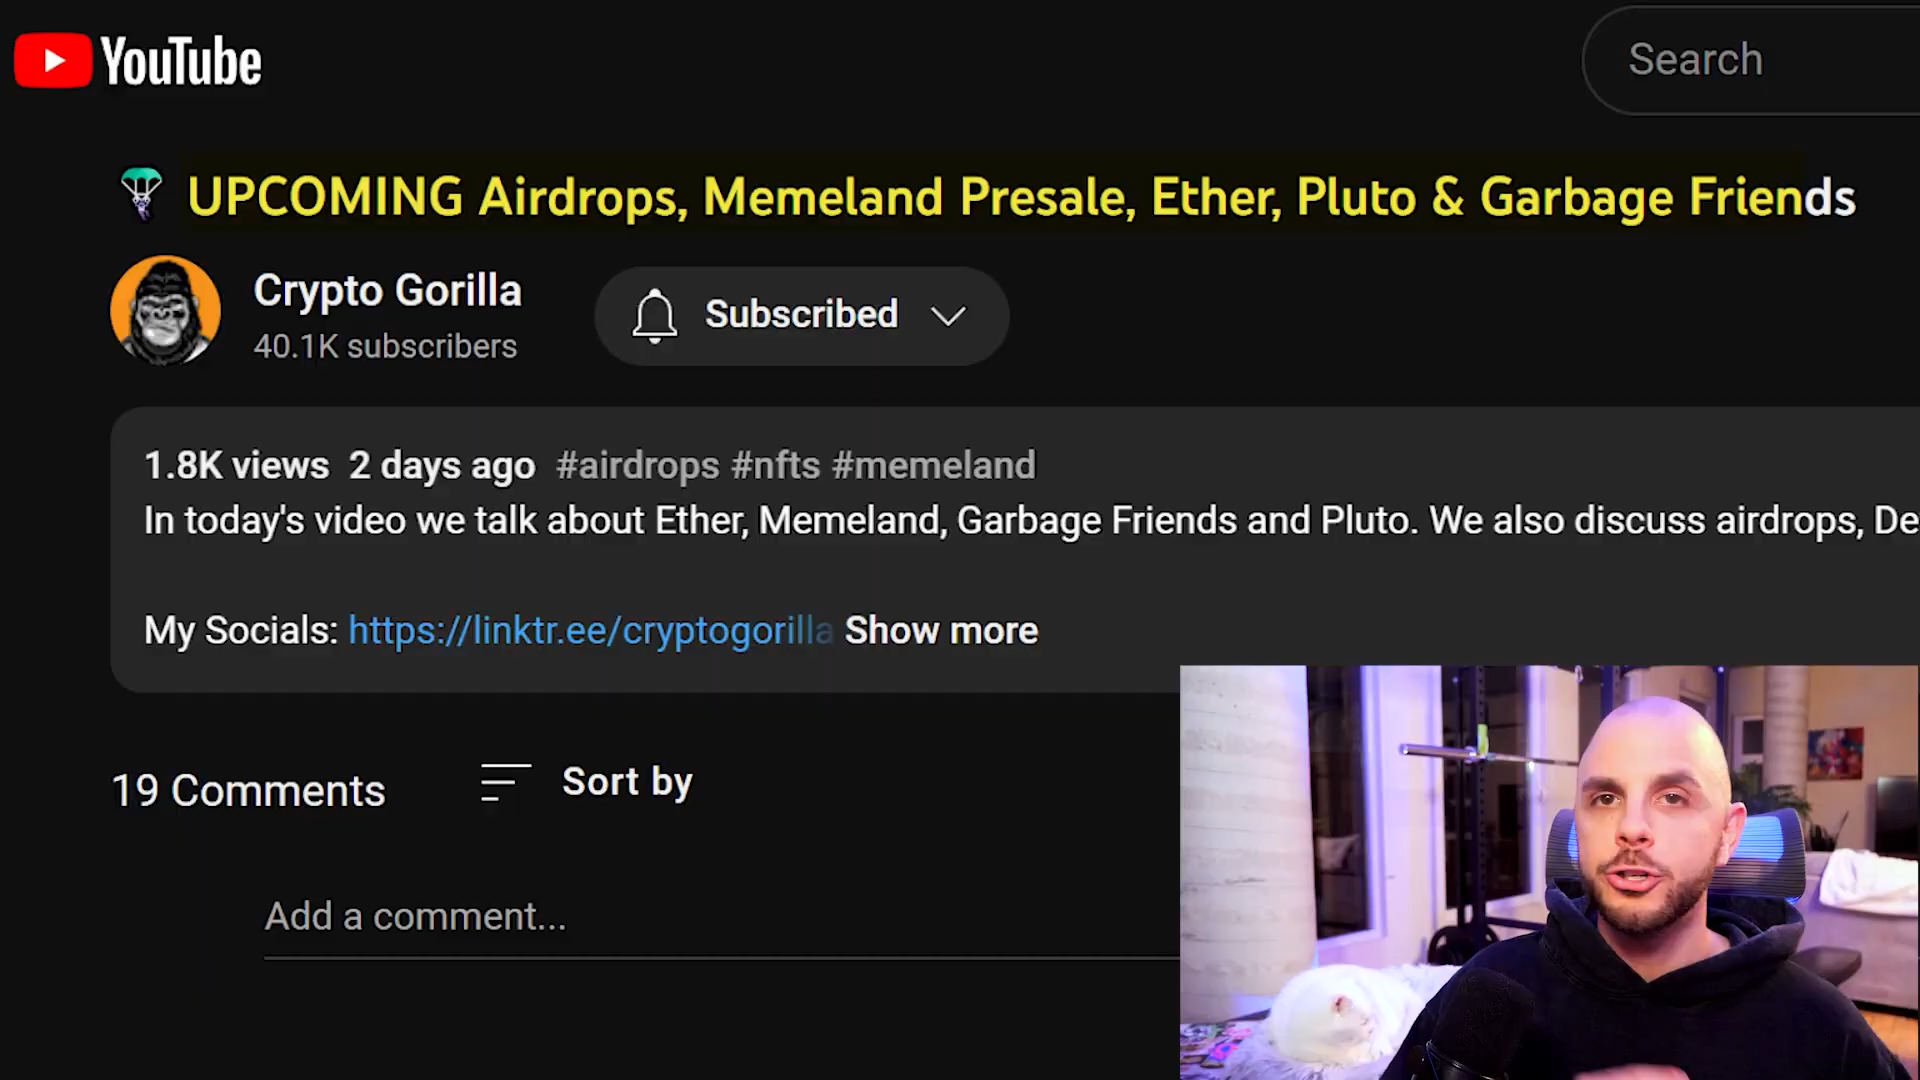 YouTube
Search
UPCOMING Airdrops, Memeland Presale, Ether, Pluto & Garbage Friends
Crypto Gorilla
40.1K subscribers
Subscribed
1.8K views 2 days ago #airdrops #nfts #memeland
In today's video we talk about Ether, Memeland, Garbage Friends and Pluto. We also discuss airdrops, De
My Socials: https://linktr.ee/cryptogorilla Show more
19 Comments
Sort by
Add a comment...